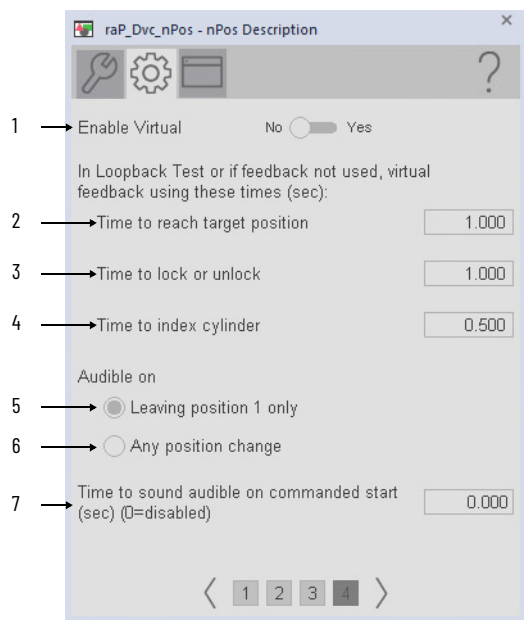 raP_Dvc_nPos - nPos Description
×
?
1 Enable Virtual No Yes
In Loopback Test or if feedback not used, virtual
feedback using these times (sec):
2 Time to reach target position 1.000
3 Time to lock or unlock 1.000
4 Time to index cylinder 0.500
Audible on
5 Leaving position 1 only
6 Any position change
7 Time to sound audible on commanded start
(sec) (0=disabled) 0.000
1 2 3 4